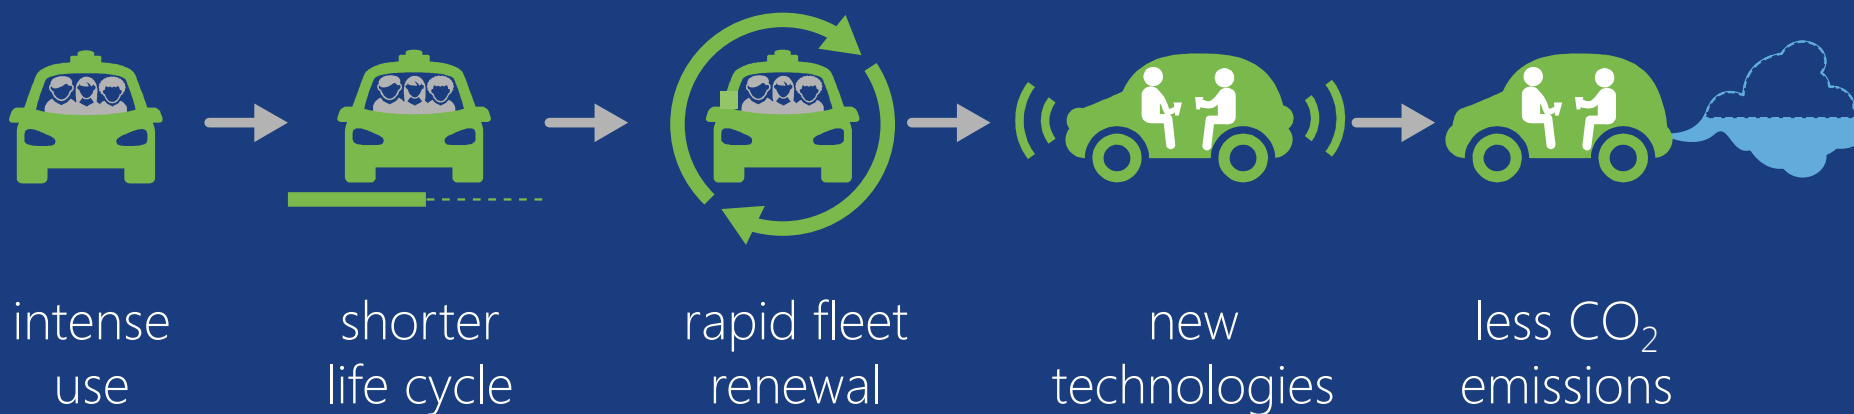 intense
use
shorter
life cycle
rapid fleet
renewal
new
technologies
less CO₂
emissions